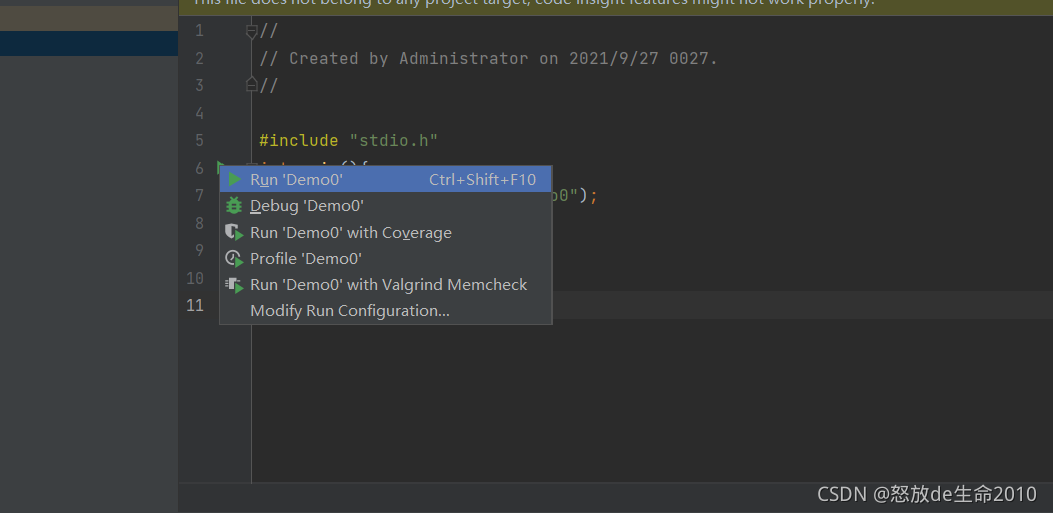 This file does not belong to any project target, code insight features might not work properly.
1 //
2 // Created by Administrator on 2021/9/27 0027.
3 //
4
5 #include "stdio.h"
6
Run 'Demo0' Ctrl+Shift+F10
7 o0");
Debug 'Demo0'
8 Run 'Demo0' with Coverage
9 Profile 'Demo0'
10 Run 'Demo0' with Valgrind Memcheck
11 Modify Run Configuration...
CSDN @怒放de生命2010